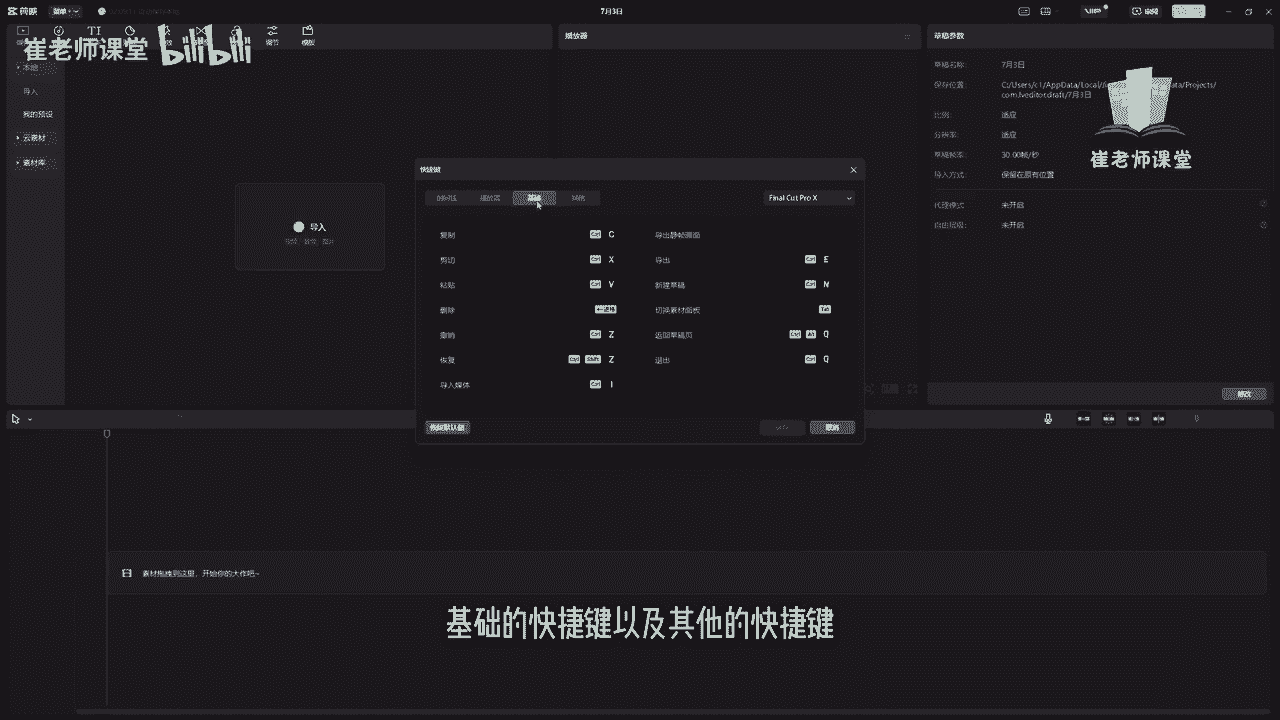 剪映 菜单
7月3日
TI
调节 模板
崔老师课堂 bilibili
本地
导入
我的预设
云素材
素材库
导入
播放器
草稿参数
草稿名称: 7月3日
保存位置: C:/Users/c1/AppData/Local/
ata/Projects/
com.lveditor.draft/7月3日
比例: 适应
分辨率: 适应
草稿帧率: 30.00帧/秒
导入方式: 保留在原有位置
代理模式: 未开启
自由层级: 未开启
修改
崔老师课堂
快捷键
时间线 播放器 基础 其他
Final Cut Pro X
复制 Ctrl C
剪切 Ctrl X
粘贴 Ctrl V
删除 ←退格
撤销 Ctrl Z
恢复 Ctrl Shift Z
导入媒体 Ctrl I
导出静帧画面
导出 Ctrl E
新建草稿 Ctrl N
切换素材面板 Tab
返回草稿页 Ctrl Alt Q
退出 Ctrl Q
恢复默认值
取消
素材拖拽到这里，开始你的大作吧~
基础的快捷键以及其他的快捷键